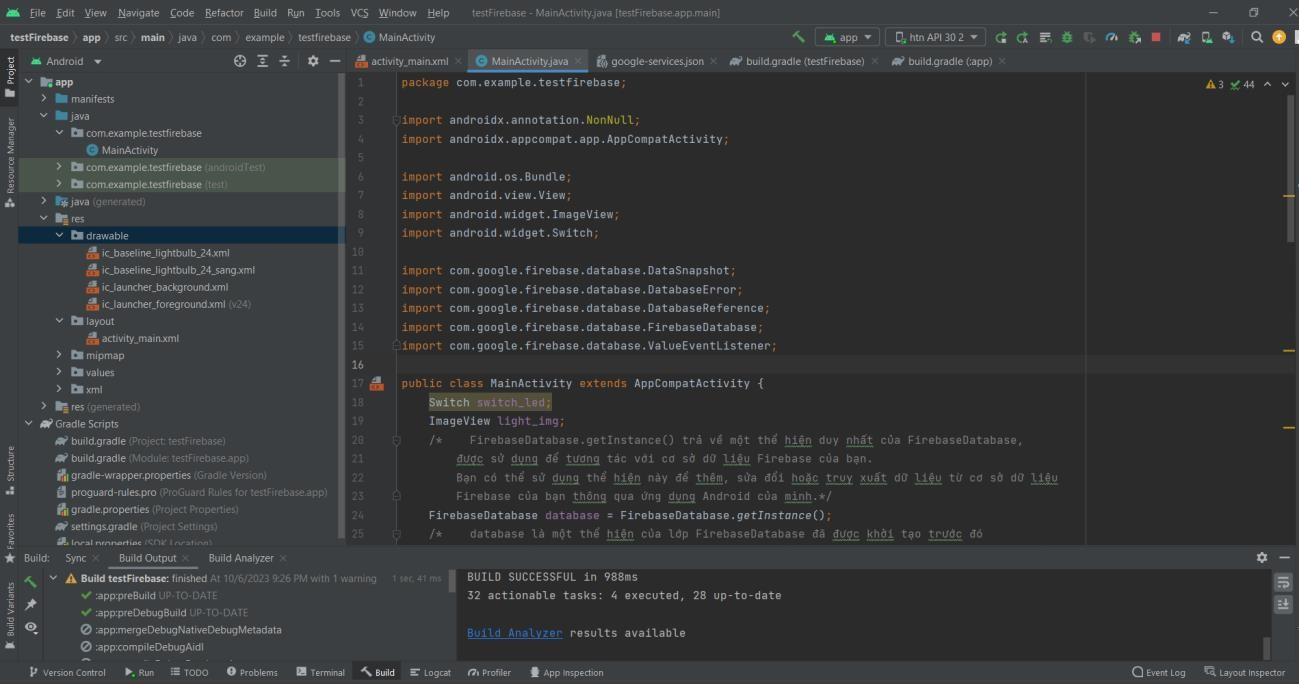 File Edit View Navigate Code Refactor Build Run Tools VCS Window Help testFirebase - MainActivity.java [testFirebase.app.main]
testFirebase app src main java com example testfirebase MainActivity app htn API 30 2
Android
activity_main.xml MainActivity.java google-services.json build.gradle (testFirebase) build.gradle (:app)
Project
Resource Manager
Structure
Favorites
Build Variants
app
manifests
java
com.example.testfirebase
MainActivity
com.example.testfirebase (androidTest)
com.example.testfirebase (test)
java (generated)
res
drawable
ic_baseline_lightbulb_24.xml
ic_baseline_lightbulb_24_sang.xml
ic_launcher_background.xml
ic_launcher_foreground.xml (v24)
layout
activity_main.xml
mipmap
values
xml
res (generated)
Gradle Scripts
build.gradle (Project: testFirebase)
build.gradle (Module: testFirebase.app)
gradle-wrapper.properties (Gradle Version)
proguard-rules.pro (ProGuard Rules for testFirebase.app)
gradle.properties (Project Properties)
settings.gradle (Project Settings)
local.properties (SDK Location)
3 44
1 package com.example.testfirebase;
2
3 import androidx.annotation.NonNull;
4 import androidx.appcompat.app.AppCompatActivity;
5
6 import android.os.Bundle;
7 import android.view.View;
8 import android.widget.ImageView;
9 import android.widget.Switch;
10
11 import com.google.firebase.database.DataSnapshot;
12 import com.google.firebase.database.DatabaseError;
13 import com.google.firebase.database.DatabaseReference;
14 import com.google.firebase.database.FirebaseDatabase;
15 import com.google.firebase.database.ValueEventListener;
16
17 public class MainActivity extends AppCompatActivity {
18 Switch switch_led;
19 ImageView light_img;
20 /* FirebaseDatabase.getInstance() trả về một thể hiện duy nhất của FirebaseDatabase,
21 được sử dụng để tương tác với cơ sở dữ liệu Firebase của bạn.
22 Bạn có thể sử dụng thể hiện này để thêm, sửa đổi hoặc truy xuất dữ liệu từ cơ sở dữ liệu
23 Firebase của bạn thông qua ứng dụng Android của mình.*/
24 FirebaseDatabase database = FirebaseDatabase.getInstance();
25 /* database là một thể hiện của lớp FirebaseDatabase đã được khởi tạo trước đó
Build: Sync Build Output Build Analyzer
Build testFirebase: finished At 10/6/2023 9:26 PM with 1 warning 1 sec, 41 ms
:app:preBuild UP-TO-DATE
:app:preDebugBuild UP-TO-DATE
:app:mergeDebugNativeDebugMetadata
:app:compileDebugAidl
BUILD SUCCESSFUL in 988ms
32 actionable tasks: 4 executed, 28 up-to-date
Build Analyzer results available
Version Control Run TODO Problems Terminal Build Logcat Profiler App Inspection Event Log Layout Inspector